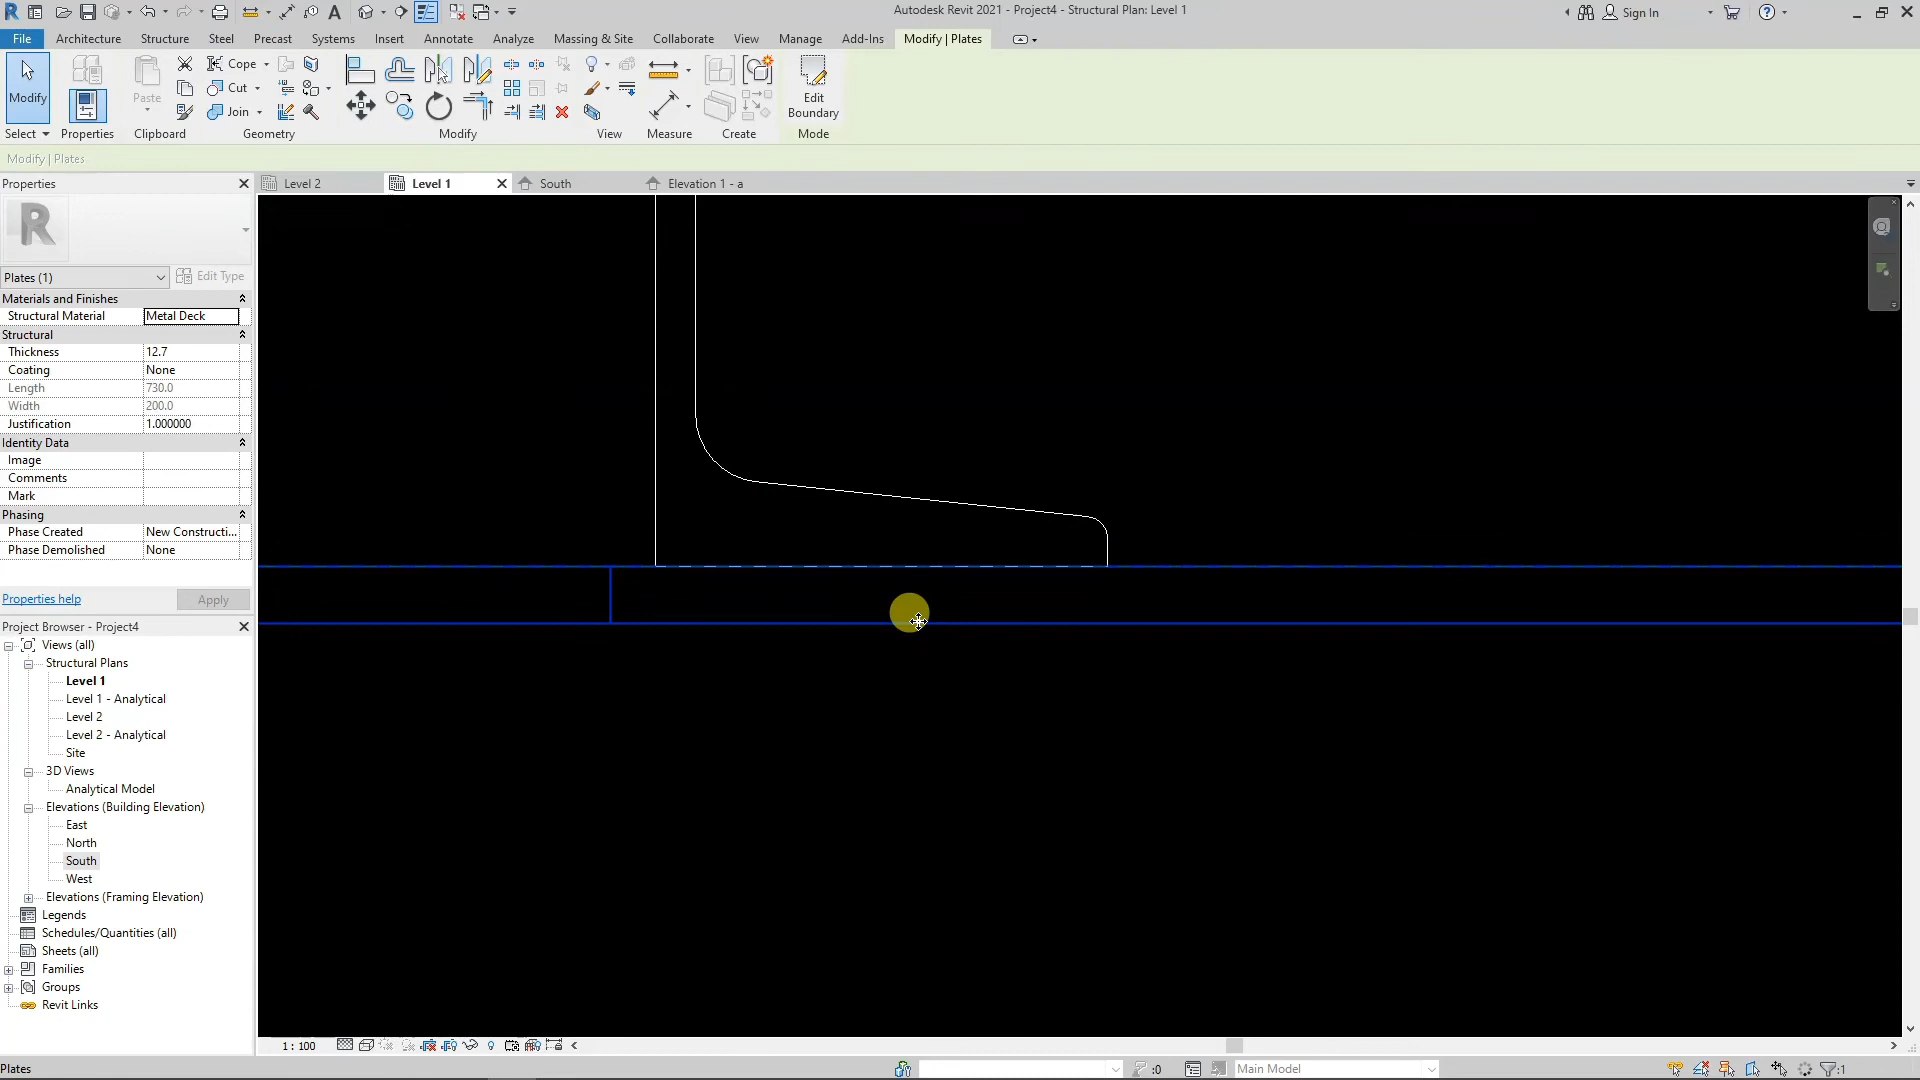 Autodesk Revit 2021 - Project4 - Structural Plan: Level 1
Sign In
File Architecture Structure Steel Precast Systems Insert Annotate Analyze Massing & Site Collaborate View Manage Add-Ins Modify | Plates
Modify
Paste
Cope
Cut
Join
Edit
Boundary
Select Properties Clipboard Geometry Modify View Measure Create Mode
Modify | Plates
Properties
Level 2
Level 1
South
Elevation 1 - a
Plates (1)
Edit Type
Materials and Finishes
Structural Material Metal Deck
Structural
Thickness 12.7
Coating None
Length 730.0
Width 200.0
Justification 1.000000
Identity Data
Image
Comments
Mark
Phasing
Phase Created New Constructi...
Phase Demolished None
Properties help
Apply
Project Browser - Project4
Views (all)
Structural Plans
Level 1
Level 1 - Analytical
Level 2
Level 2 - Analytical
Site
3D Views
Analytical Model
Elevations (Building Elevation)
East
North
South
West
Elevations (Framing Elevation)
Legends
Schedules/Quantities (all)
Sheets (all)
Families
Groups
Revit Links
1 : 100
Plates
:0
Main Model
:1